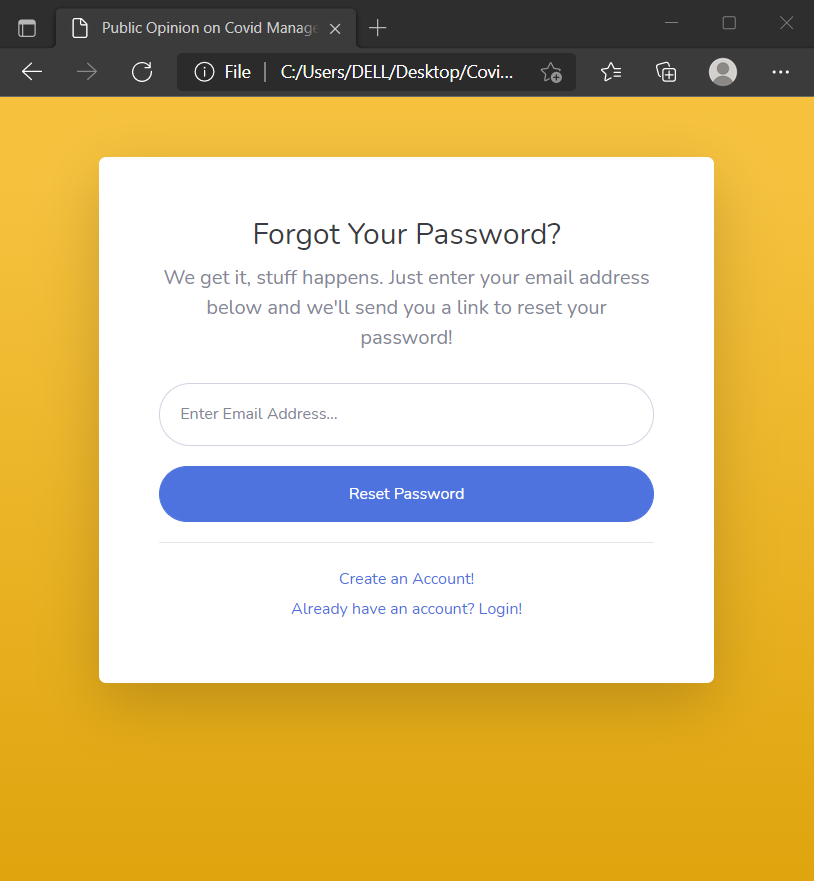 Public Opinion on Covid Manage
File
C:/Users/DELL/Desktop/Covi...
Forgot Your Password?
We get it, stuff happens. Just enter your email address
below and we'll send you a link to reset your
password!
Enter Email Address...
Reset Password
Create an Account!
Already have an account? Login!